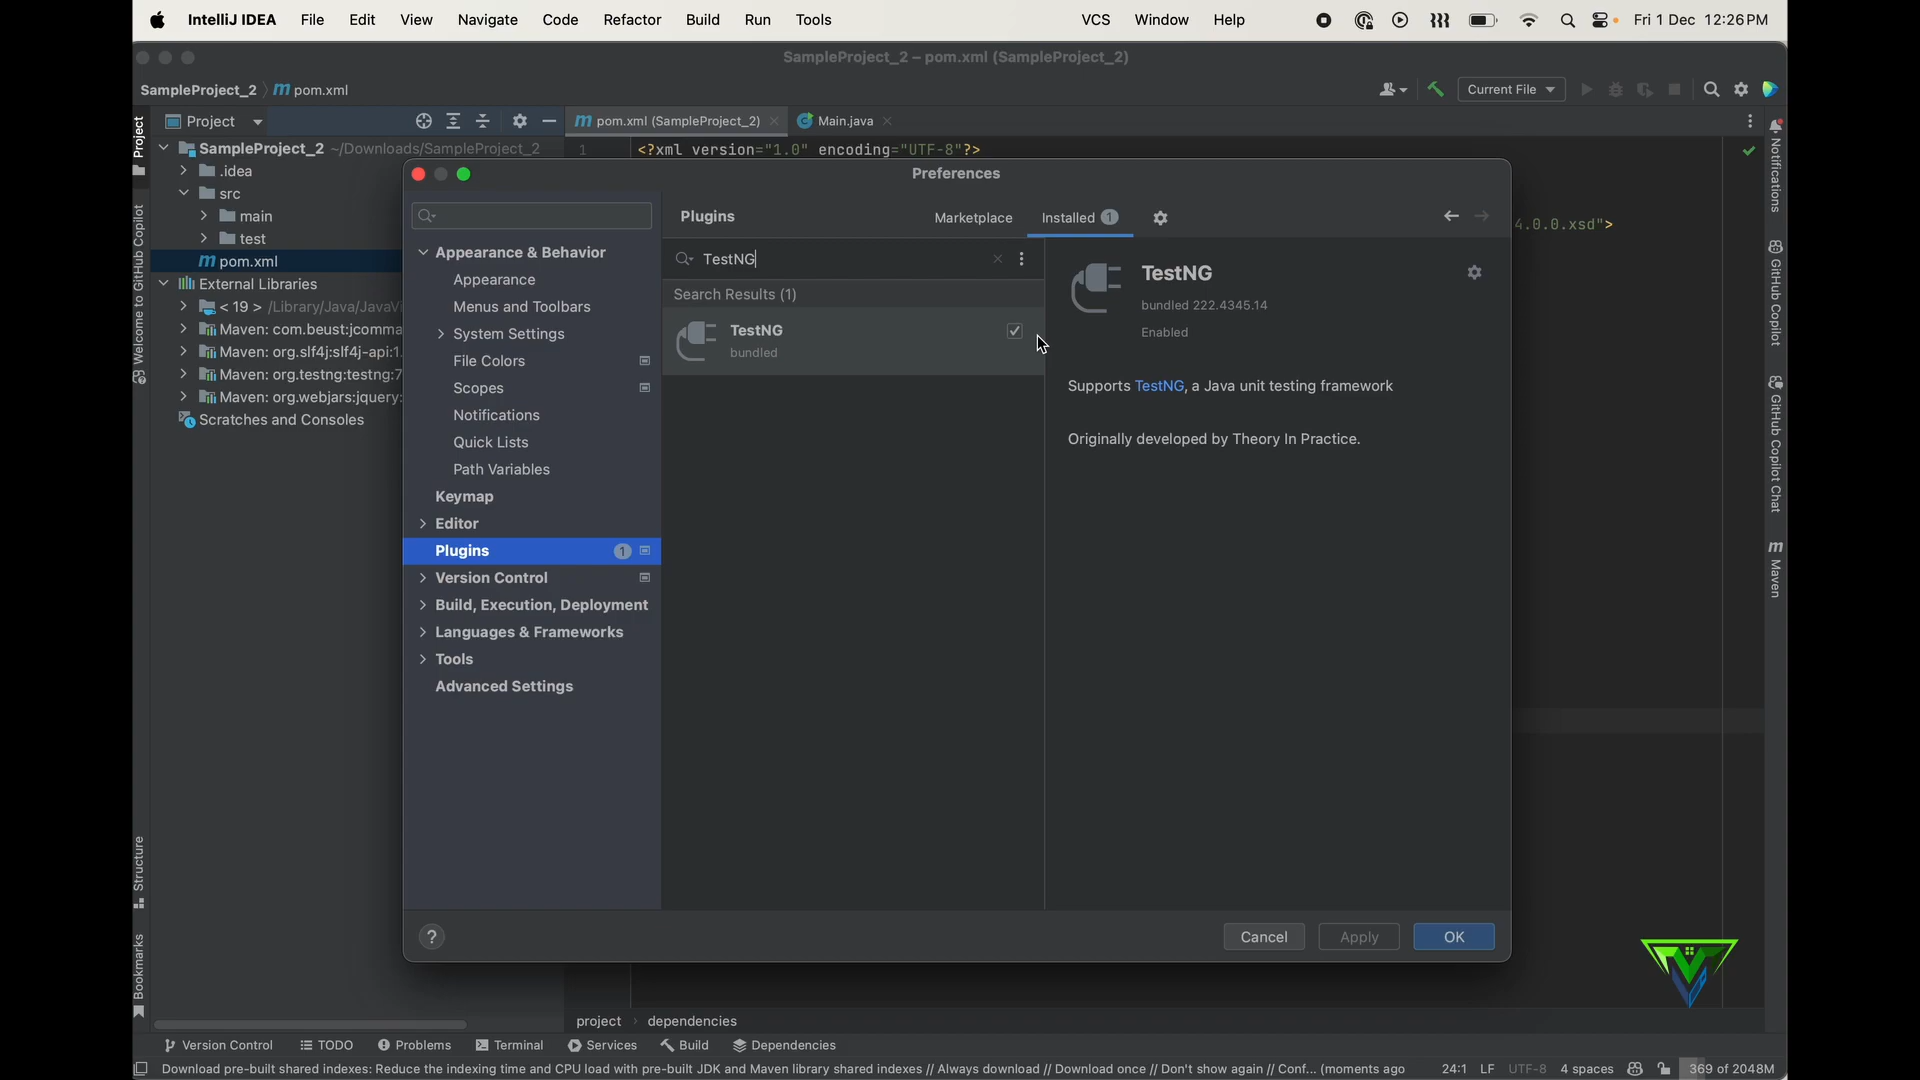 IntelliJ IDEA File Edit View Navigate Code Refactor Build Run Tools VCS Window Help Fri 1 Dec 12:26 PM
SampleProject_2 – pom.xml (SampleProject_2)
SampleProject_2 m pom.xml Current File
Project pom.xml (SampleProject_2) Main.java
SampleProject_2 ~/Downloads/SampleProject_2
1 <?xml version="1.0" encoding="UTF-8"?>
.idea
src
main
test
m pom.xml
External Libraries
< 19 > /Library/Java/JavaVi
Maven: com.beust:jcomma
Maven: org.slf4j:slf4j-api:1.
Maven: org.testng:testng:7
Maven: org.webjars:jquery:
Scratches and Consoles
4.0.0.xsd">
Project
Welcome to GitHub Copilot
Structure
Bookmarks
Preferences
Appearance & Behavior
Appearance
Menus and Toolbars
System Settings
File Colors
Scopes
Notifications
Quick Lists
Path Variables
Keymap
Editor
Plugins 1
Version Control
Build, Execution, Deployment
Languages & Frameworks
Tools
Advanced Settings
Plugins Marketplace Installed 1
TestNG
Search Results (1)
TestNG
bundled
TestNG
bundled 222.4345.14
Enabled
Supports TestNG, a Java unit testing framework
Originally developed by Theory In Practice.
? Cancel Apply OK
Notifications
GitHub Copilot
GitHub Copilot Chat
m Maven
project › dependencies
Version Control TODO Problems Terminal Services Build Dependencies
Download pre-built shared indexes: Reduce the indexing time and CPU load with pre-built JDK and Maven library shared indexes // Always download // Download once // Don't show again // Conf... (moments ago 24:1 LF UTF-8 4 spaces 369 of 2048M